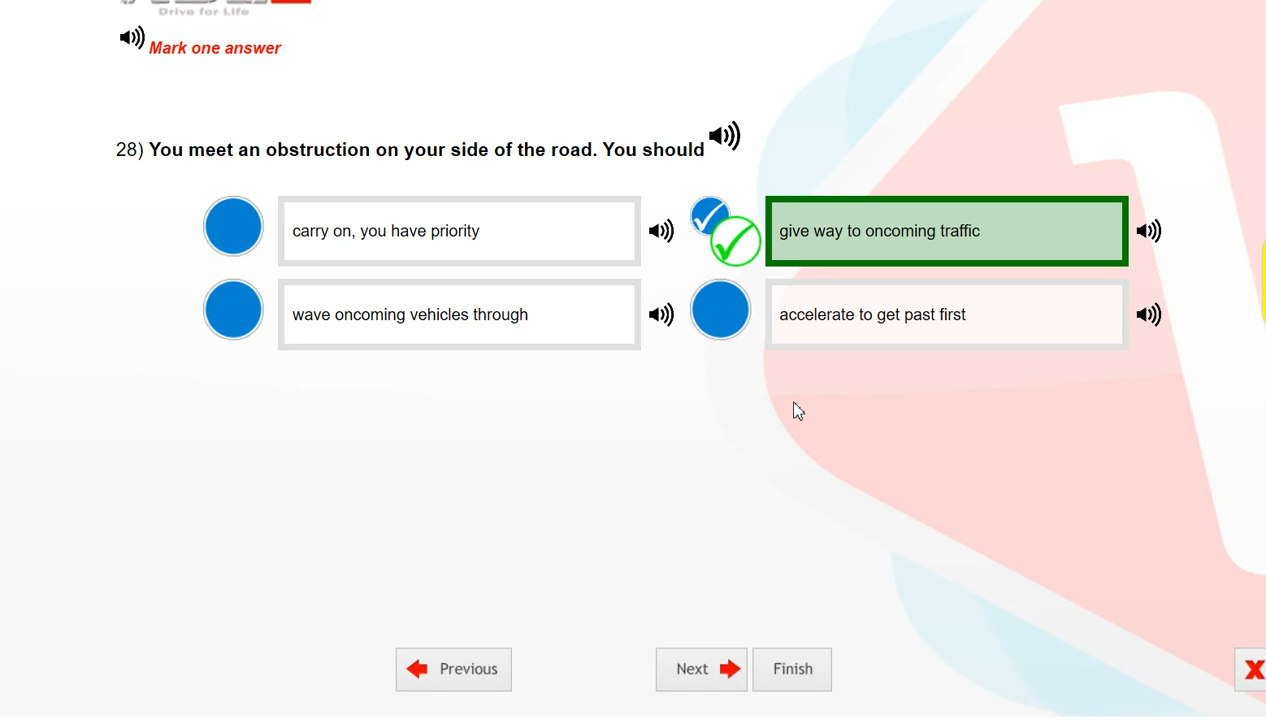 Drive for Life
Mark one answer
28) You meet an obstruction on your side of the road. You should
carry on, you have priority
give way to oncoming traffic
wave oncoming vehicles through
accelerate to get past first
Previous
Next
Finish
X